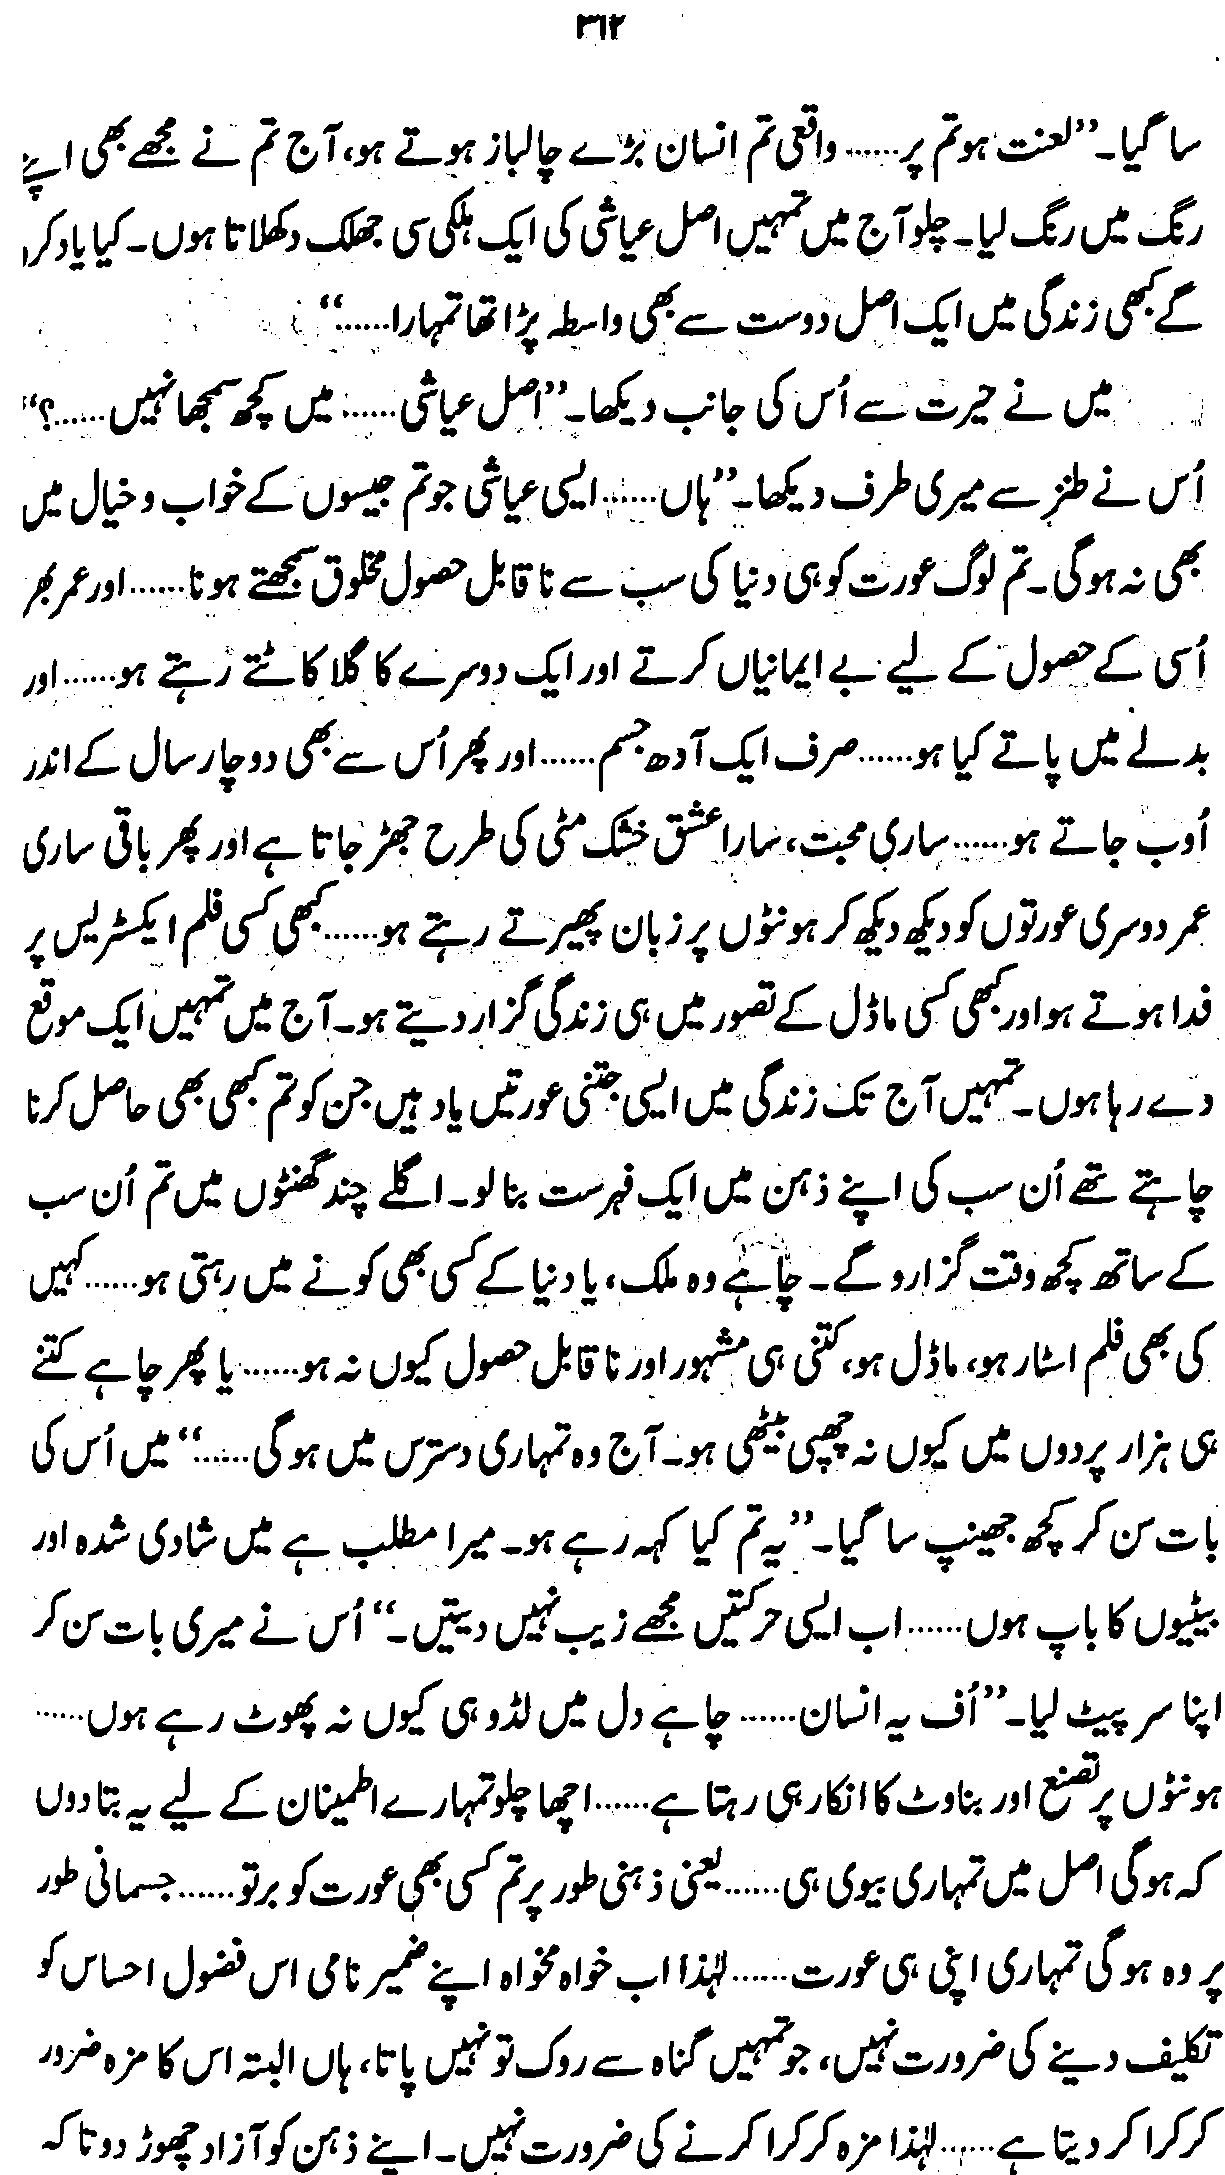 ۳۱۲
سا گیا۔ ’’لعنت ہو تم پر...... واقعی تم انسان بڑے چالباز ہوتے ہو، آج تم نے مجھے بھی اپنے
رنگ میں رنگ لیا۔ چلو آج میں تمہیں اصل عیاشی کی ایک ہلکی سی جھلک دکھلاتا ہوں۔ کیا یاد کرو
گے کبھی زندگی میں ایک اصل دوست سے بھی واسطہ پڑا تھا تمہارا......‘‘
میں نے حیرت سے اُس کی جانب دیکھا۔ ’’اصل عیاشی...... میں کچھ سمجھا نہیں......؟‘‘
اُس نے طنز سے میری طرف دیکھا۔ ’’ہاں...... ایسی عیاشی جو تم جیسوں کے خواب و خیال میں
بھی نہ ہوگی۔ تم لوگ عورت کو ہی دنیا کی سب سے ناقابل حصول مخلوق سمجھتے ہو نا...... اور عمر بھر
اُسی کے حصول کے لیے بے ایمانیاں کرتے اور ایک دوسرے کا گلا کاٹتے رہتے ہو...... اور
بدلے میں پاتے کیا ہو...... صرف ایک آدھ جسم...... اور پھر اُس سے بھی دو چار سال کے اندر
اُوب جاتے ہو...... ساری محبت، سارا عشق خشک مٹی کی طرح جھڑ جاتا ہے اور پھر باقی ساری
عمر دوسری عورتوں کو دیکھ دیکھ کر ہونٹوں پر زبان پھیرتے رہتے ہو...... کبھی کسی فلم ایکٹریس پر
فدا ہوتے ہو اور کبھی کسی ماڈل کے تصور میں ہی زندگی گزار دیتے ہو۔ آج میں تمہیں ایک موقع
دے رہا ہوں۔ تمہیں آج تک زندگی میں ایسی جتنی عورتیں یاد ہیں جن کو تم کبھی بھی حاصل کرنا
چاہتے تھے اُن سب کی اپنے ذہن میں ایک فہرست بنا لو۔ اگلے چند گھنٹوں میں تم اُن سب
کے ساتھ کچھ وقت گزارو گے۔ چاہے وہ ملک، یا دنیا کے کسی بھی کونے میں رہتی ہو...... کہیں
کی بھی فلم اسٹار ہو، ماڈل ہو، کتنی ہی مشہور اور ناقابل حصول کیوں نہ ہو...... یا پھر چاہے کتنے
ہی ہزار پردوں میں کیوں نہ چھپی بیٹھی ہو۔ آج وہ تمہاری دسترس میں ہوگی......‘‘ میں اُس کی
بات سن کر کچھ جھینپ سا گیا۔ ’’یہ تم کیا کہہ رہے ہو۔ میرا مطلب ہے میں شادی شدہ اور
بیٹیوں کا باپ ہوں...... اب ایسی حرکتیں مجھے زیب نہیں دیتیں۔‘‘ اُس نے میری بات سن کر
اپنا سر پیٹ لیا۔ ’’اُف یہ انسان...... چاہے دل میں لڈو ہی کیوں نہ پھوٹ رہے ہوں......
ہونٹوں پر تصنع اور بناوٹ کا انکار ہی رہتا ہے...... اچھا چلو تمہارے اطمینان کے لیے یہ بتا دوں
کہ ہوگی اصل میں تمہاری بیوی ہی...... یعنی ذہنی طور پر تم کسی بھی عورت کو برتو...... جسمانی طور
پر وہ ہوگی تمہاری اپنی ہی عورت...... لہٰذا اب خواہ مخواہ اپنے ضمیر نامی اس فضول احساس کو
تکلیف دینے کی ضرورت نہیں، جو تمہیں گناہ سے روک تو نہیں پاتا، ہاں البتہ اس کا مزہ ضرور
کرکرا کر دیتا ہے...... لہٰذا مزہ کرکرا کرنے کی ضرورت نہیں۔ اپنے ذہن کو آزاد چھوڑ دو تا کہ